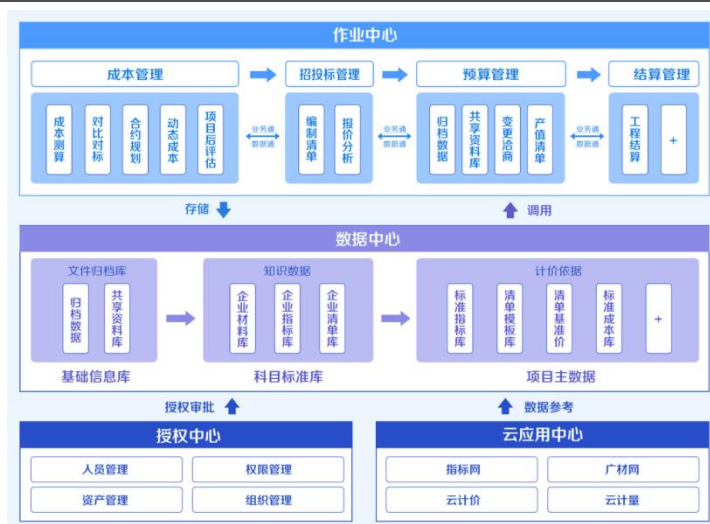 作业中心
成本管理
招投标管理
预算管理
结算管理
成本测算
对比对标
合约规划
动态成本
项目后评估
业务通
数据通
编制清单
报价分析
业务通
数据通
归档数据
共享资料库
变更洽商
产值清单
业务通
数据通
工程结算
+
存储
调用
数据中心
文件归档库
知识数据
计价依据
归档数据
共享资料库
企业材料库
企业指标库
企业清单库
标准指标库
清单模板库
清单基准价
标准成本库
+
基础信息库
科目标准库
项目主数据
授权审批
数据参考
授权中心
云应用中心
人员管理
权限管理
指标网
广材网
资产管理
组织管理
云计价
云计量